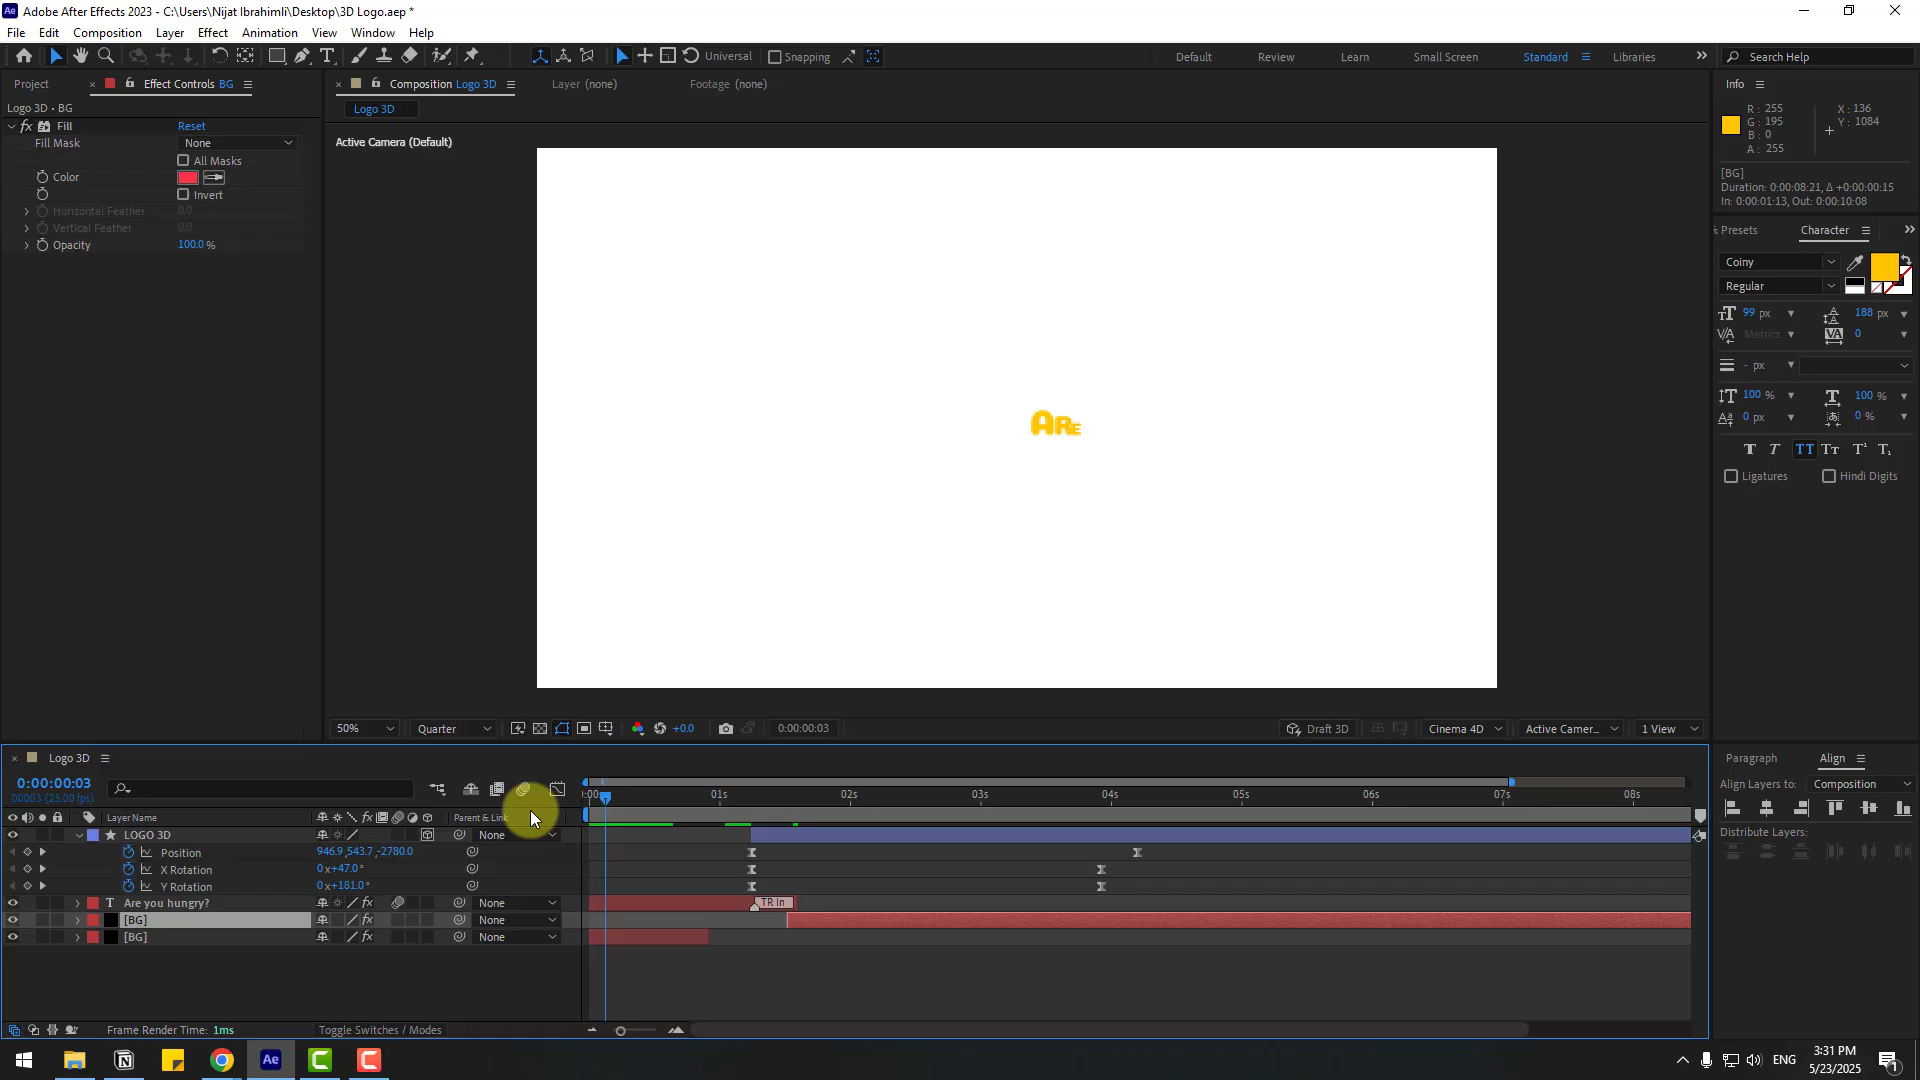 Adobe After Effects 2023 - C:\Users\Nijat Ibrahimli\Desktop\3D Logo.aep *
File Edit Composition Layer Effect Animation View Window Help
Universal Snapping Default Review Learn Small Screen Standard Libraries Search Help
Project Effect Controls BG Composition Logo 3D Layer (none) Footage (none) Info
Logo 3D • BG
Logo 3D
Fill Reset
Fill Mask None
All Masks
Color
Invert
Horizontal Feather 0.0
Vertical Feather 0.0
Opacity 100.0 %
Active Camera (Default)
ARE
R : 255
G : 195
B : 0
A : 255
X : 136
Y : 1084
[BG]
Duration: 0:00:08:21, Δ +0:00:00:15
In: 0:00:01:13, Out: 0:00:10:08
Presets Character
Coiny
Regular
99 px 188 px
Metrics 0
- px
100 % 100 %
0 px 0 %
Ligatures Hindi Digits
50% Quarter +0.0 0:00:00:03 Draft 3D Cinema 4D Active Camer... 1 View
Logo 3D
0:00:00:03
00003 (25.00 fps)
:00 01s 02s 03s 04s 05s 06s 07s 08s
Layer Name Parent & Link
LOGO 3D None
Position 946.9,543.7,-2780.0
X Rotation 0x+47.0°
Y Rotation 0x+181.0°
Are you hungry? None TR In
[BG] None
[BG] None
Frame Render Time: 1ms Toggle Switches / Modes
Paragraph Align
Align Layers to: Composition
Distribute Layers:
ENG 3:31 PM
5/23/2025